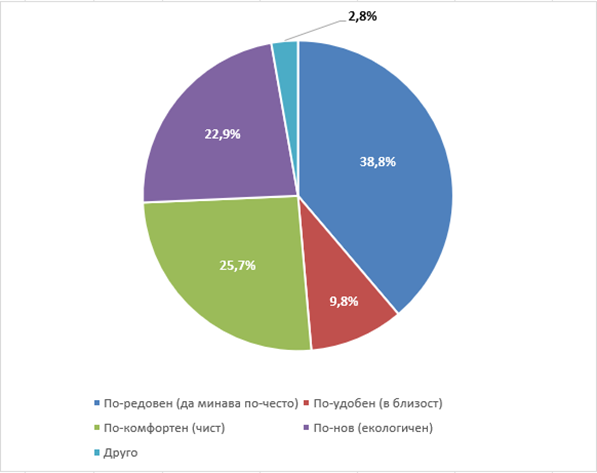 2,8%
38,8%
22,9%
25,7%
9,8%
По-редовен (да минава по-често) По-удобен (в близост)
По-комфортен (чист) По-нов (екологичен)
Друго